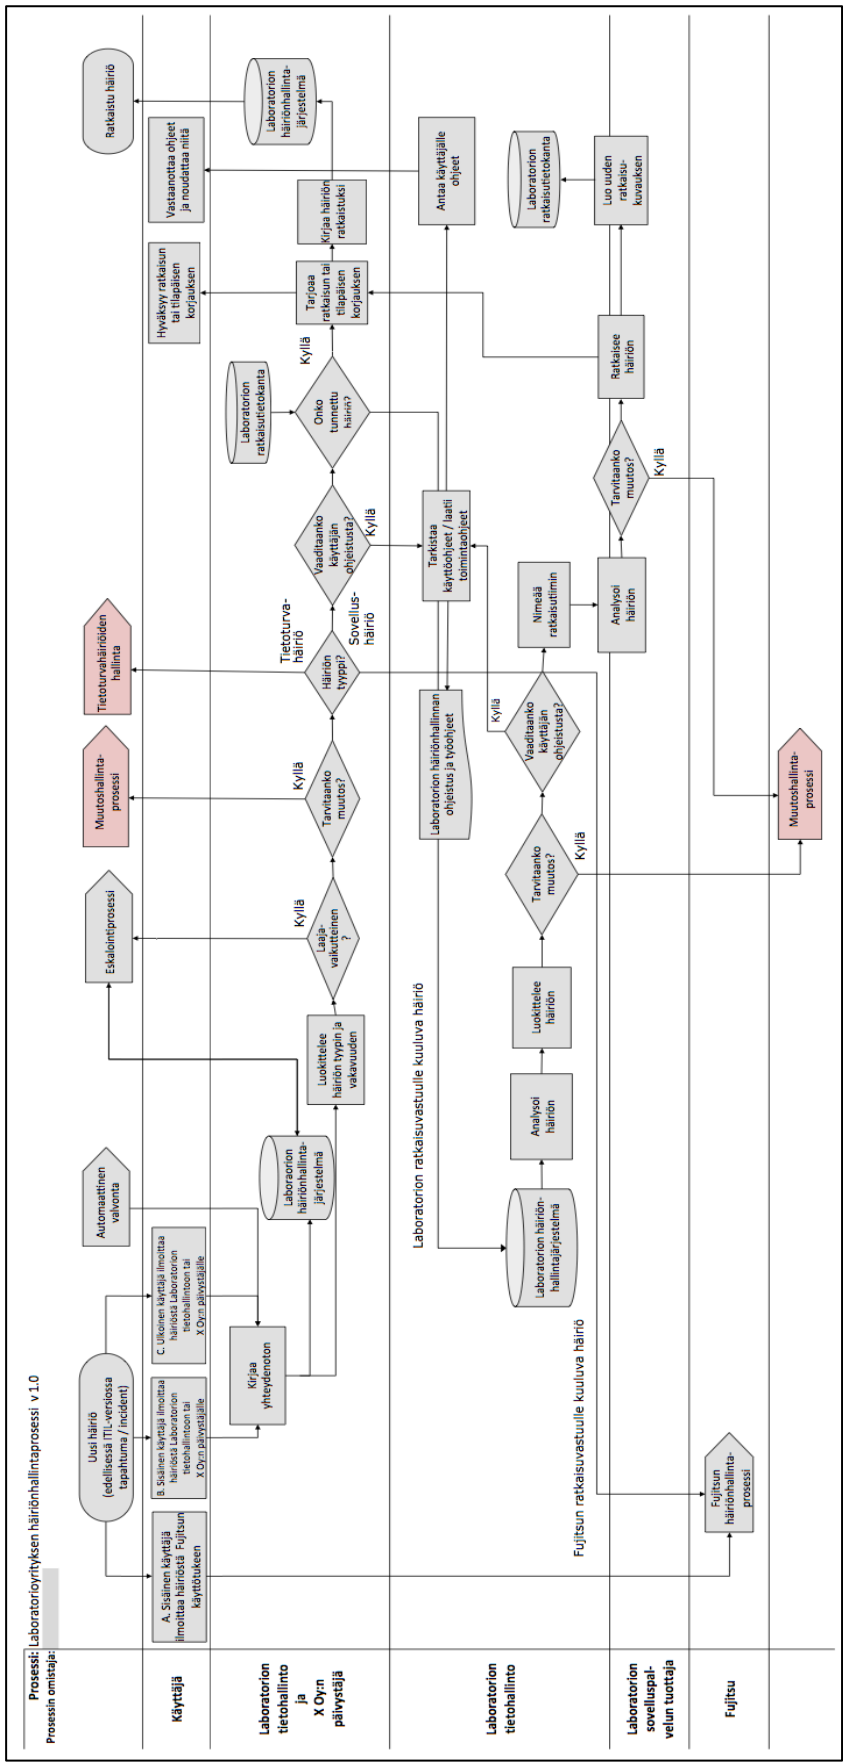 Prosessi: Laboratorioyrityksen häiriönhallintaprosessi v 1.0
Prosessin omistaja:
Uusi häiriö
(edellisessä ITIL-versiossa
tapahtuma / incident)
Automaattinen
valvonta
Eskalointiprosessi
Muutoshallinta-
prosessi
Tietoturvahäiriöiden
hallinta
Ratkaistu häiriö
Käyttäjä
A. Sisäinen käyttäjä
ilmoittaa häiriöstä Fujitsun
käyttötukeen
B. Sisäinen käyttäjä ilmoittaa
häiriöstä Laboratorion
tietohallintoon tai
X Oy:n päivystäjälle
C. Ulkoinen käyttäjä ilmoittaa
häiriöstä Laboratorion
tietohallintoon tai
X Oy:n päivystäjälle
Hyväksyy ratkaisun
tai tilapäisen
korjauksen
Vastaanottaa ohjeet
ja noudattaa niitä
Laboratorion
tietohallinto
ja
X Oy:n
päivystäjä
Kirjaa
yhteydenoton
Laboraorion
häiriönhallinta-
järjestelmä
Luokittelee
häiriön tyypin ja
vakavuuden
Laaja-
vaikutteinen
?
Kyllä
Tarvitaanko
muutos?
Kyllä
Häiriön
tyyppi?
Tietoturva-
häiriö
Sovellus-
häiriö
Vaaditaanko
käyttäjän
ohjeistusta?
Kyllä
Laboratorion
ratkaisutietokanta
Onko
tunnettu
häiriö?
Kyllä
Tarjoaa
ratkaisun tai
tilapäisen
korjauksen
Kirjaa häiriön
ratkaistuksi
Laboratorion
häiriönhallinta-
järjestelmä
Laboratorion
tietohallinto
Laboratorion ratkaisuvastuulle kuuluva häiriö
Laboratorion häiriön-
hallintajärjestelmä
Analysoi
häiriön
Luokittelee
häiriön
Tarvitaanko
muutos?
Kyllä
Vaaditaanko
käyttäjän
ohjeistusta?
Kyllä
Nimeää
ratkaisutiimin
Laboratorion häiriönhallinnan
ohjeistus ja työohjeet
Tarkistaa
käyttöohjeet / laatii
toimintaohjeet
Antaa käyttäjälle
ohjeet
Fujitsun ratkaisuvastuulle kuuluva häiriö
Laboratorion
sovelluspal-
velun tuottaja
Analysoi
häiriön
Tarvitaanko
muutos?
Kyllä
Ratkaisee
häiriön
Luo uuden
ratkaisu-
kuvauksen
Laboratorion
ratkaisutietokanta
Fujitsu
Fujitsun
häiriönhallinta-
prosessi
Muutoshallinta-
prosessi